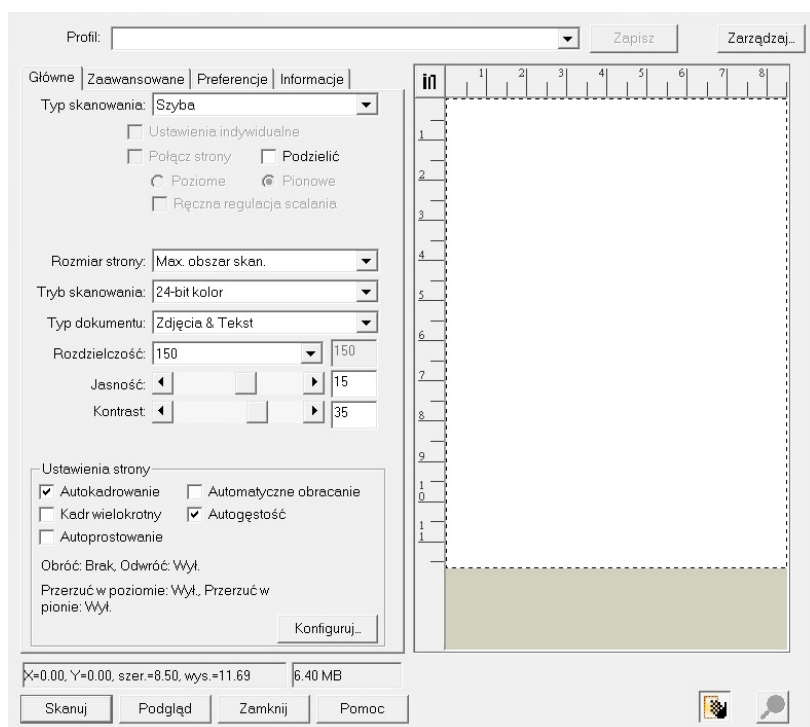 Profil:
Zapisz
Zarządzaj...
Główne Zaawansowane Preferencje Informacje
Typ skanowania: Szyba
Ustawienia indywidualne
Połącz strony Podzielić
Poziome Pionowe
Ręczna regulacja scalania
Rozmiar strony: Max. obszar skan.
Tryb skanowania: 24-bit kolor
Typ dokumentu: Zdjęcia & Tekst
Rozdzielczość: 150 150
Jasność: 15
Kontrast: 35
Ustawienia strony
Autokadrowanie Automatyczne obracanie
Kadr wielokrotny Autogęstość
Autoprostowanie
Obróć: Brak, Odwróć: Wył.
Przerzuć w poziomie: Wył., Przerzuć w
pionie: Wył.
Konfiguruj...
X=0.00, Y=0.00, szer.=8.50, wys.=11.69 6.40 MB
Skanuj Podgląd Zamknij Pomoc
in 1 2 3 4 5 6 7 8
1
2
3
4
5
6
7
8
9
10
11